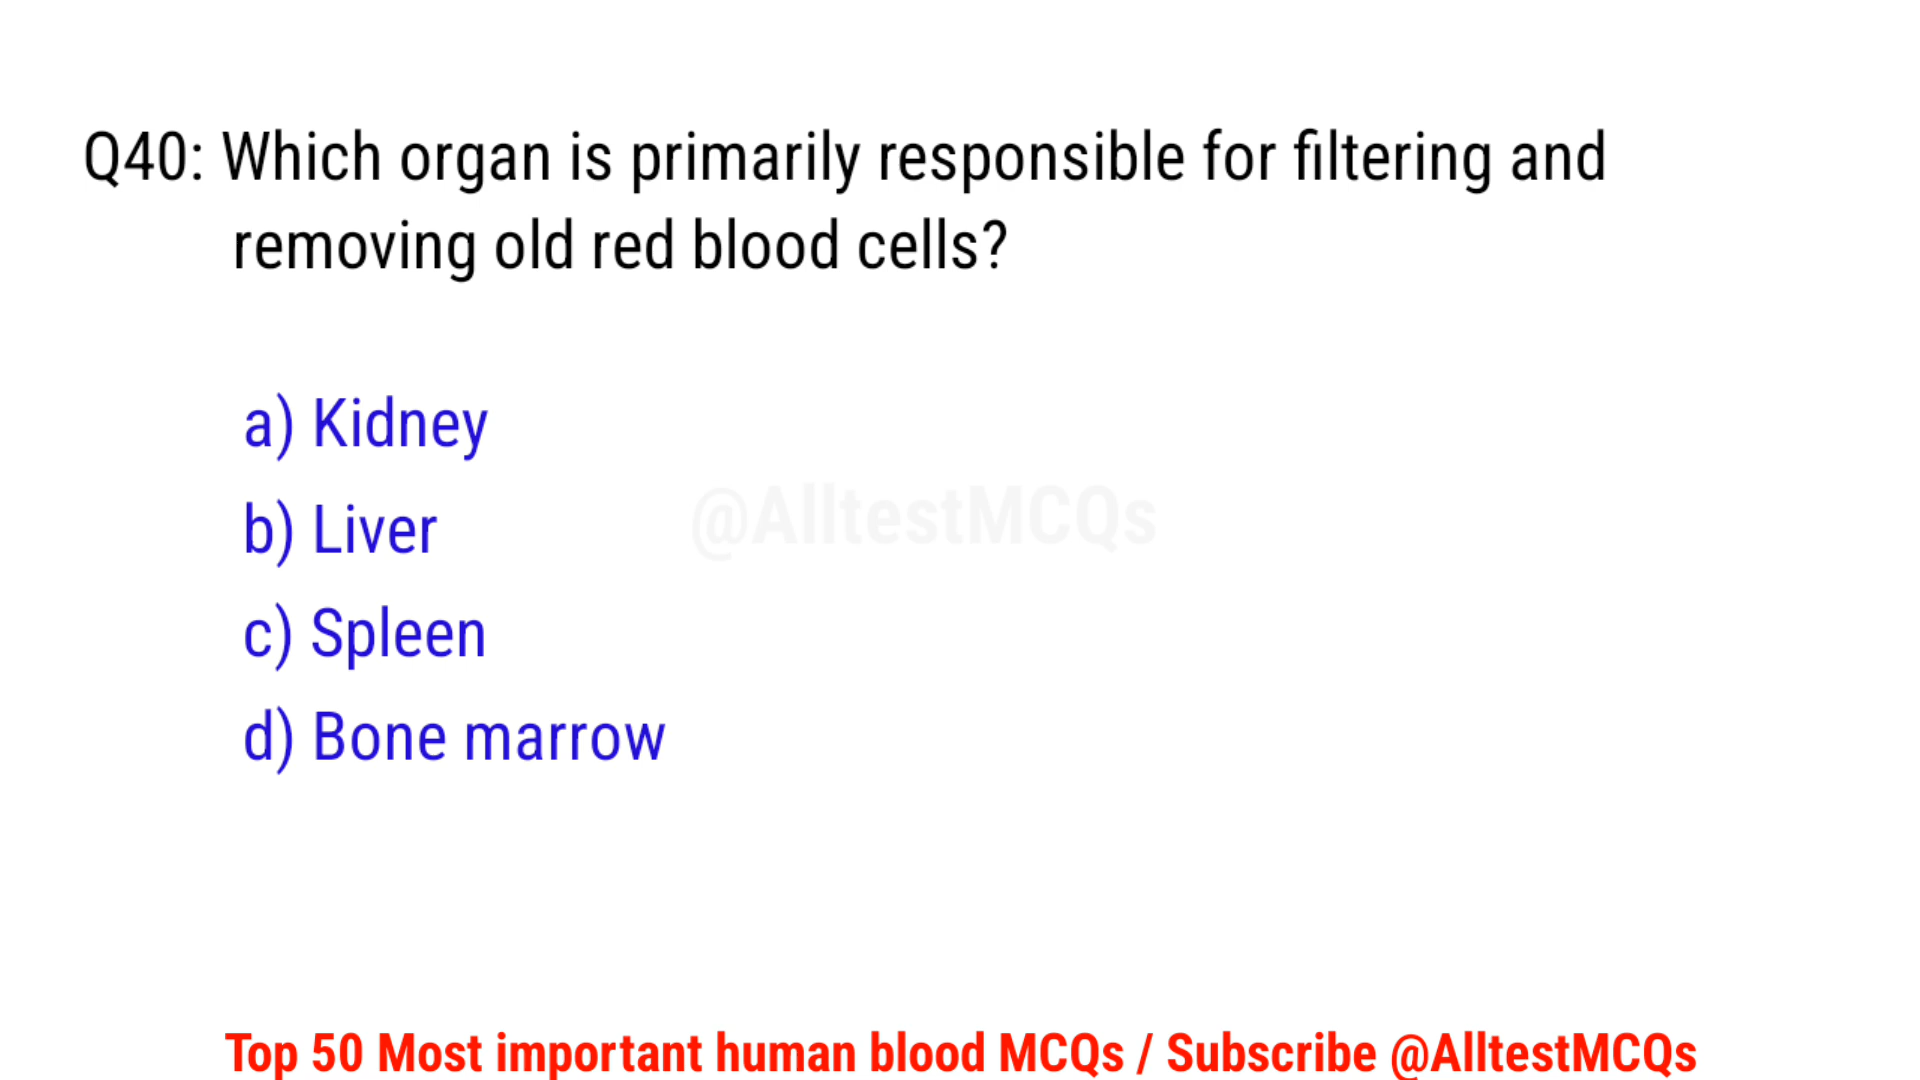 Q40: Which organ is primarily responsible for filtering and
removing old red blood cells?
a) Kidney
b) Liver
@AlltestMCQs
c) Spleen
d) Bone marrow
Top 50 Most important human blood MCQs / Subscribe @AlltestMCQs